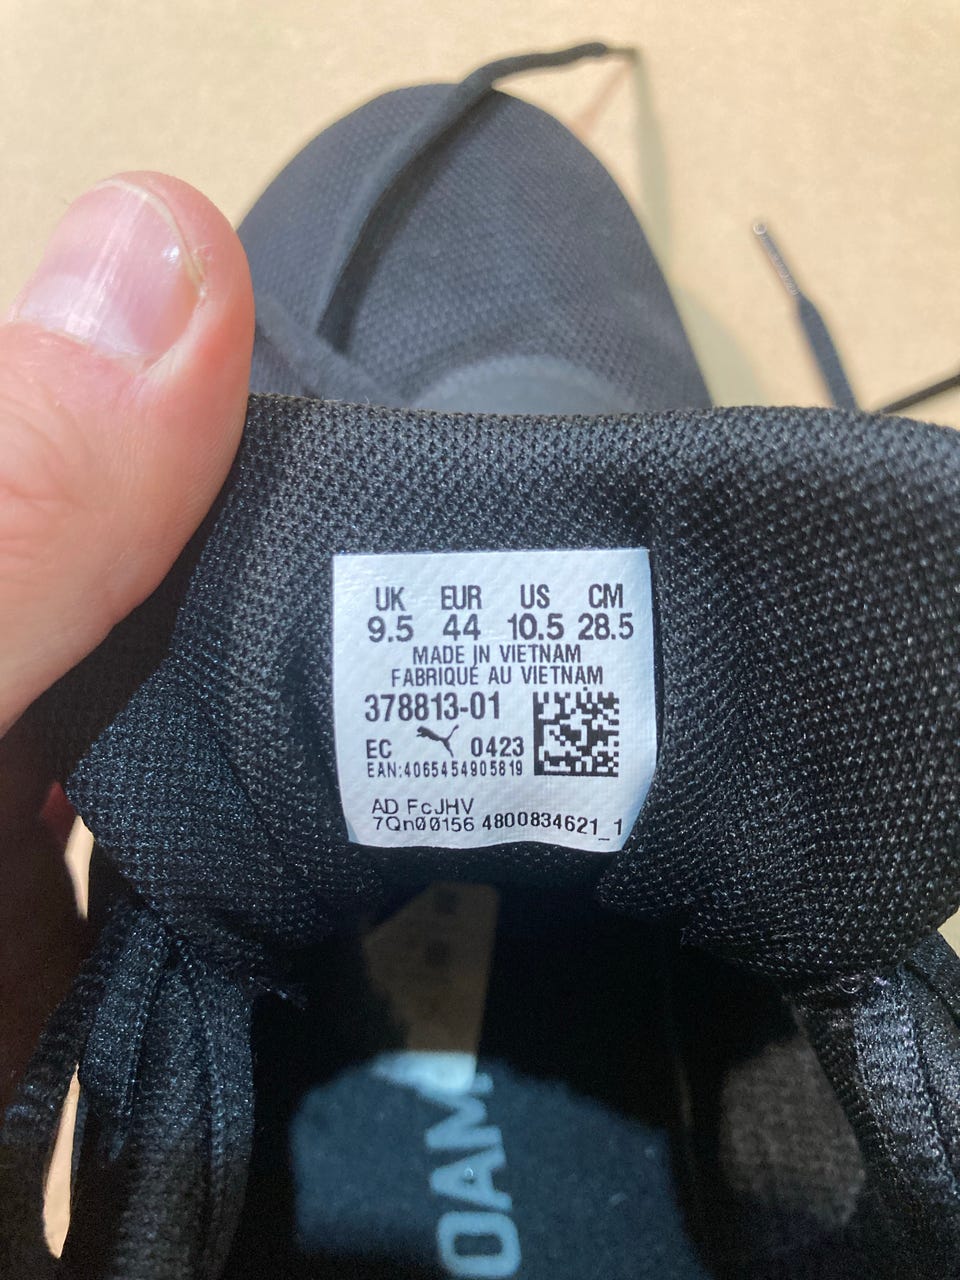 UK EUR US CM
9.5 44 10.5 28.5
MADE IN VIETNAM
FABRIQUÉ AU VIETNAM
378813-01
EC 0423
EAN:4065454905819
AD FcJHV
7Qn00156 4800834621_1
OAM